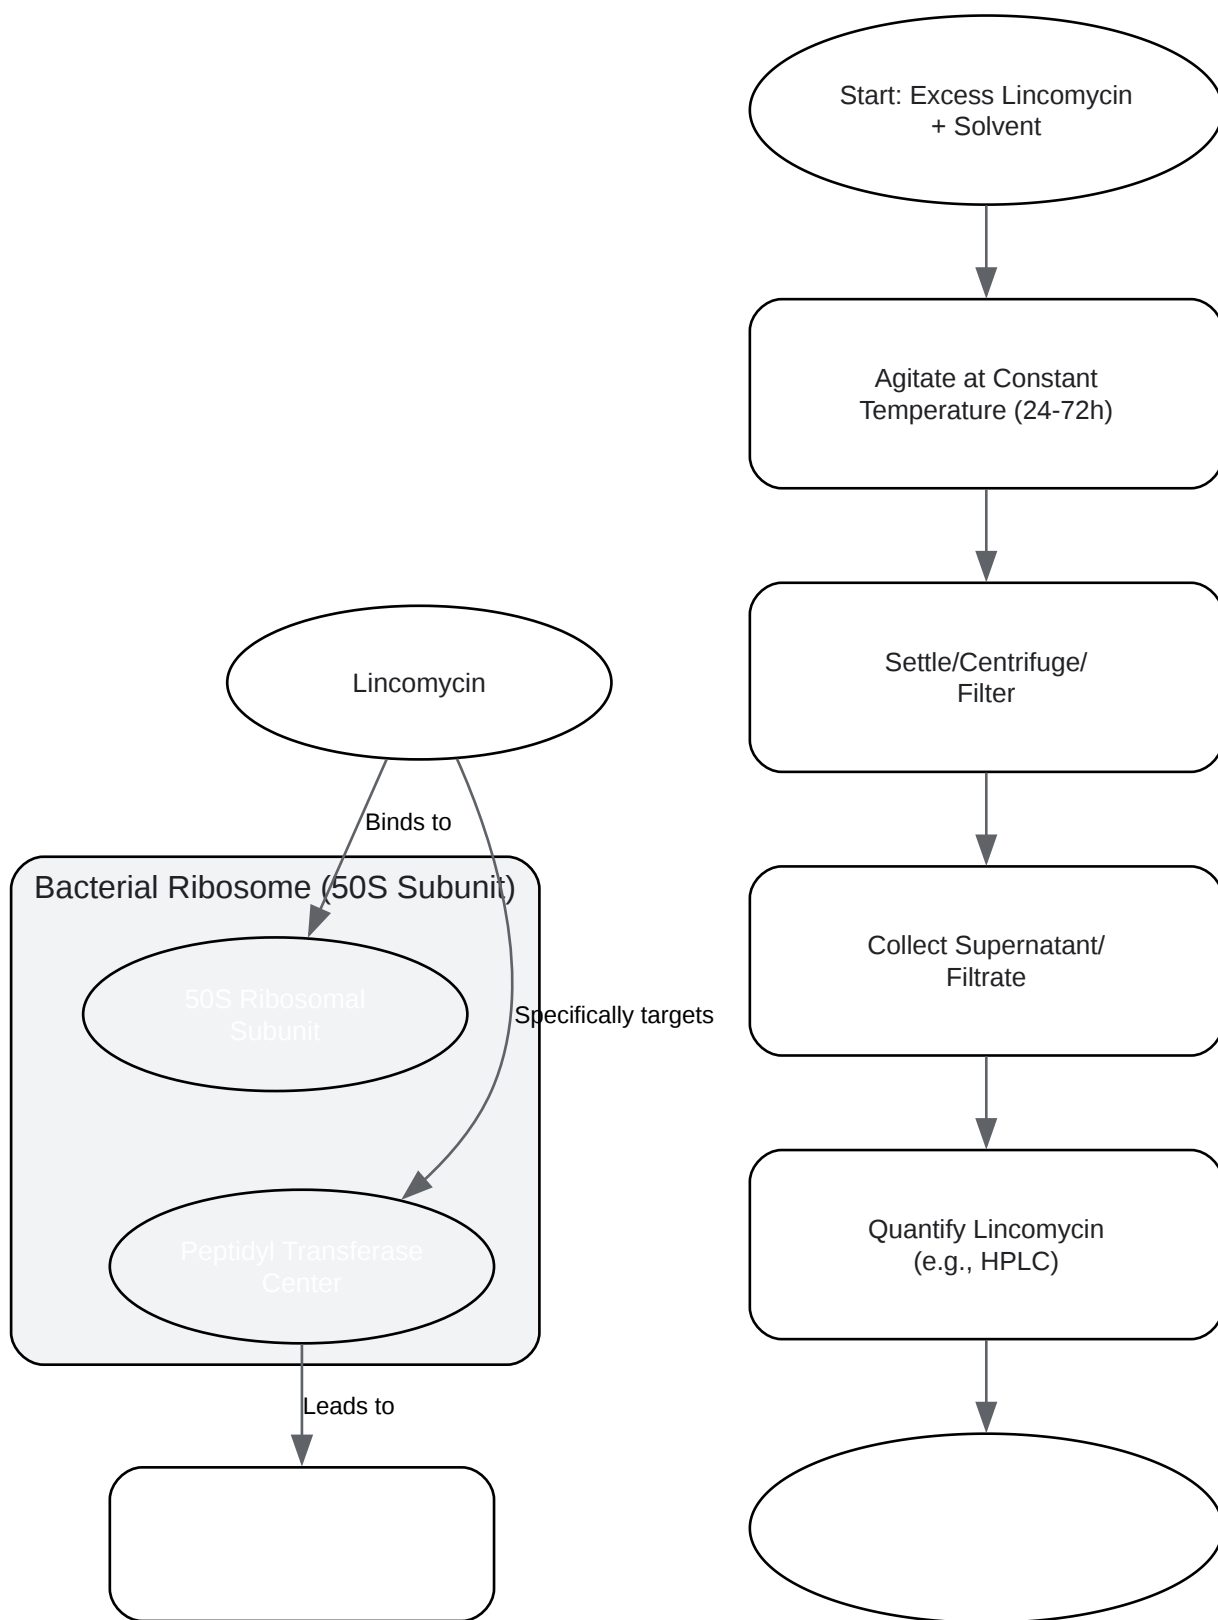 Start: Excess Lincomycin
+ Solvent
Agitate at Constant
Temperature (24-72h)
Settle/Centrifuge/
Filter
Lincomycin
Binds to
Bacterial Ribosome (50S Subunit)
50S Ribosomal
Subunit
Specifically targets
Collect Supernatant/
Filtrate
Peptidyl Transferase
Center
Quantify Lincomycin
(e.g., HPLC)
Leads to